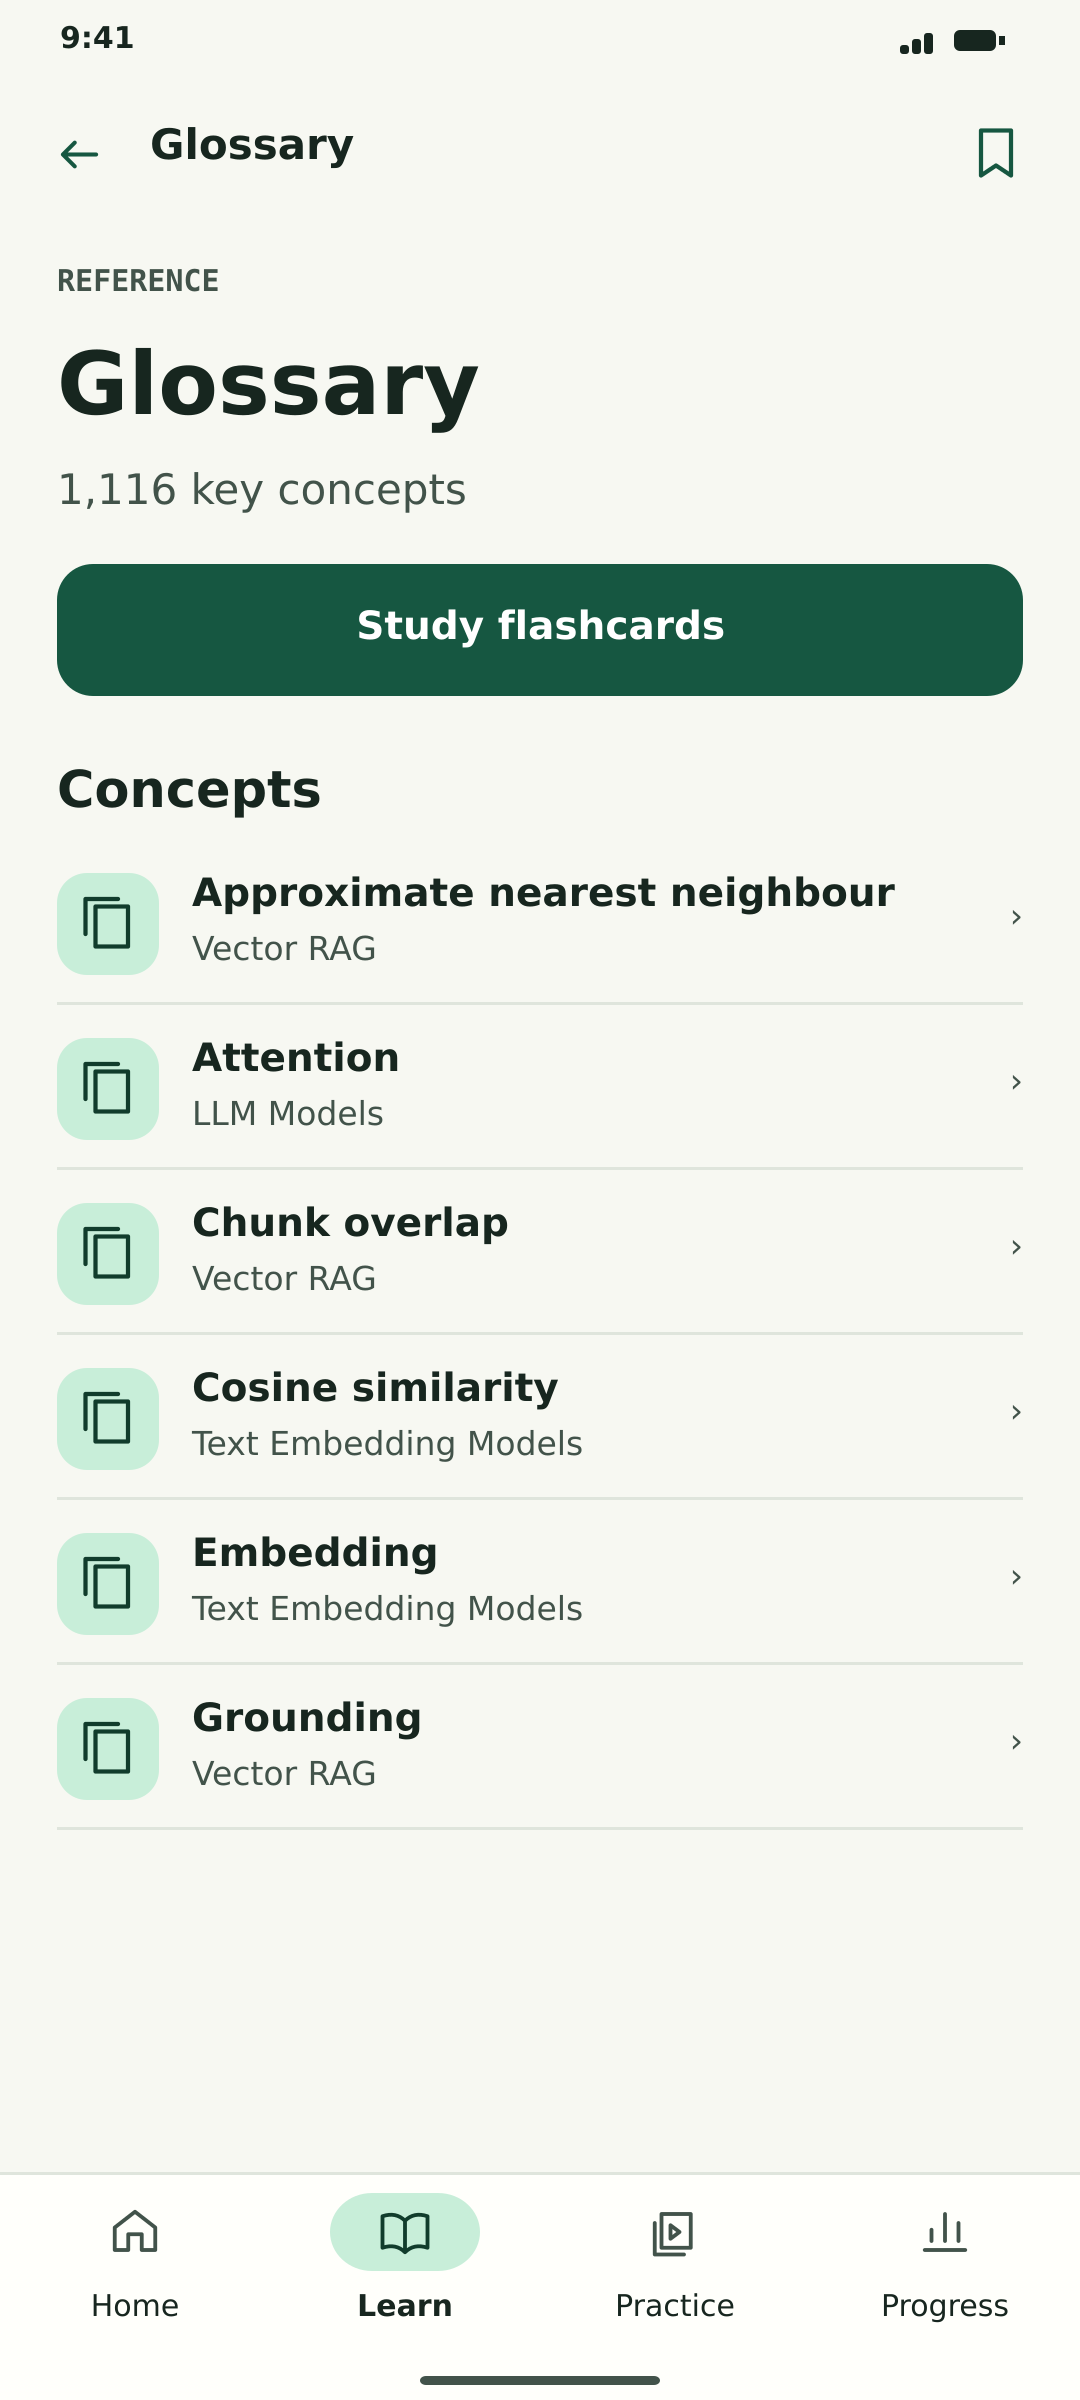 9:41
Glossary
REFERENCE
Glossary
1,116 key concepts
Study flashcards
Concepts
Approximate nearest neighbour
Vector RAG
Attention
LLM Models
Chunk overlap
Vector RAG
Cosine similarity
Text Embedding Models
Embedding
Text Embedding Models
Grounding
Vector RAG
Home
Learn
Practice
Progress